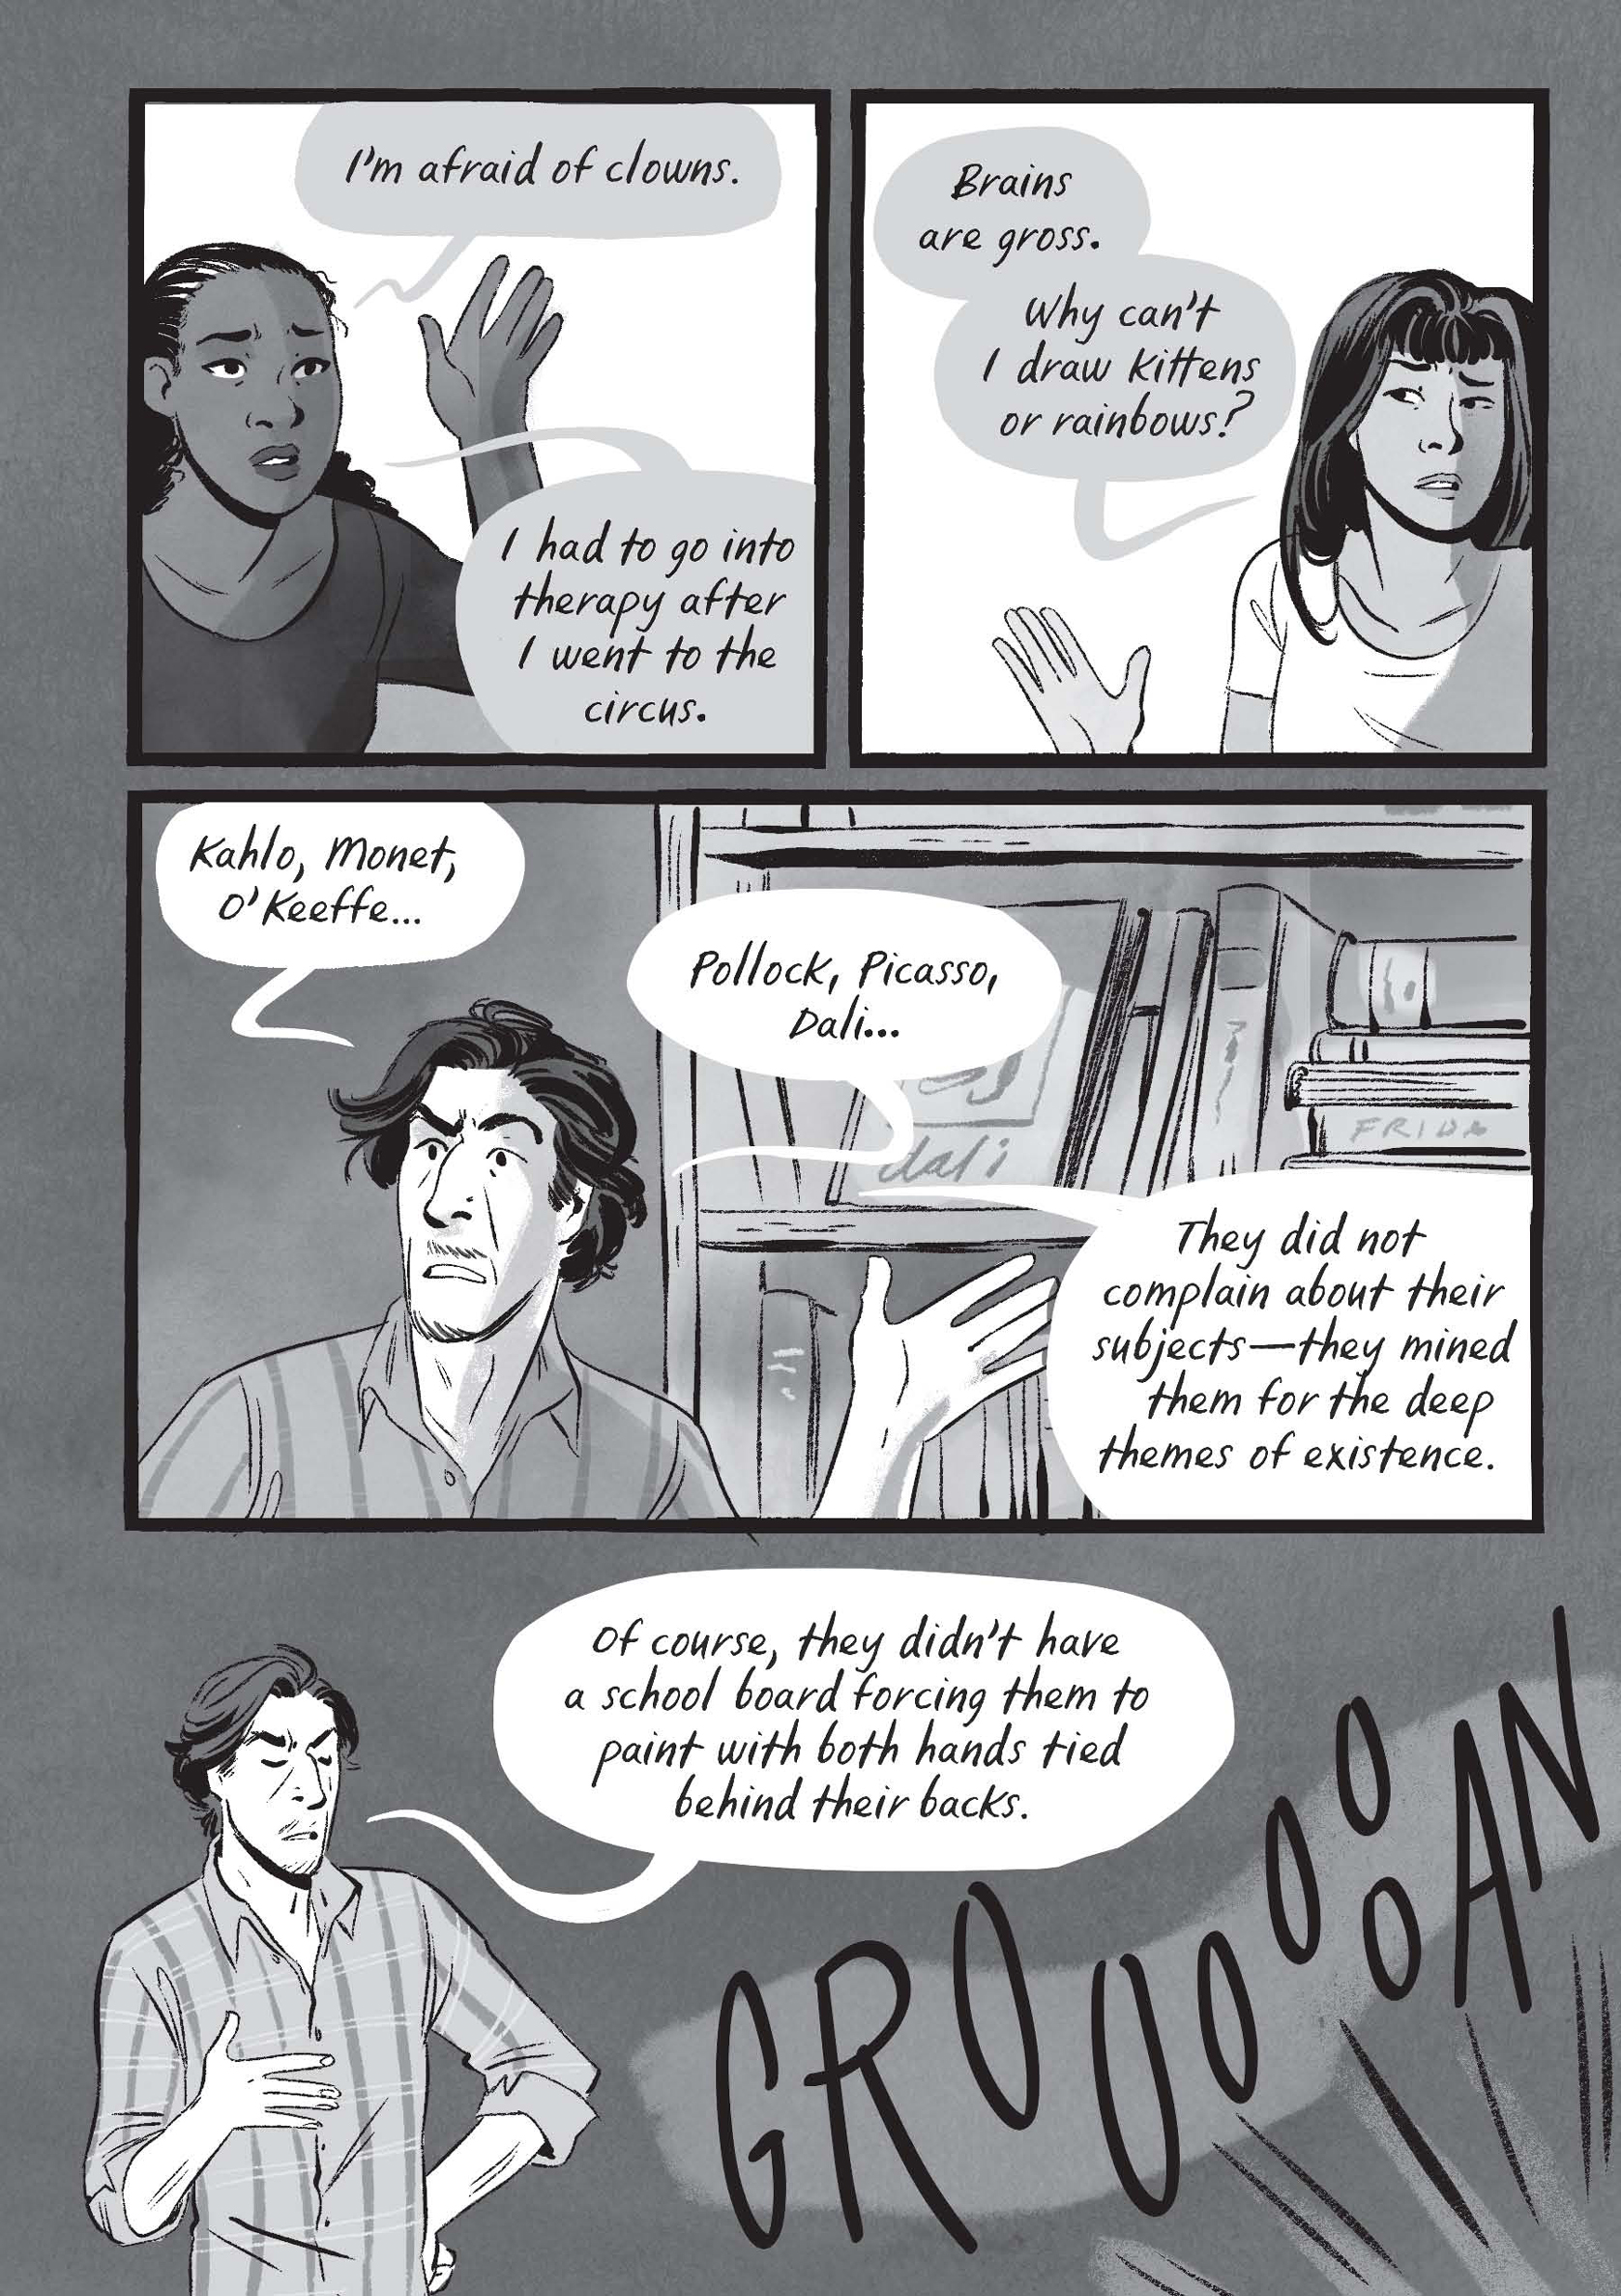 I'm afraid of clowns.
I had to go into
therapy after
I went to the
circus.
Brains
are gross.
Why can't
I draw kittens
or rainbows?
Kahlo, Monet,
O'Keeffe...
Pollock, Picasso,
Dali...
dali
FRIDA
They did not
complain about their
subjects—they mined
them for the deep
themes of existence.
Of course, they didn't have
a school board forcing them to
paint with both hands tied
behind their backs.
GROOOOOOAN